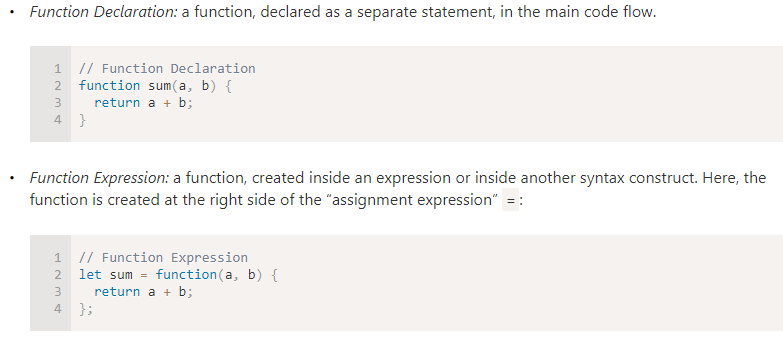 • Function Declaration: a function, declared as a separate statement, in the main code flow.
1 // Function Declaration
2 function sum(a, b) {
3   return a + b;
4 }
• Function Expression: a function, created inside an expression or inside another syntax construct. Here, the
function is created at the right side of the “assignment expression” =:
1 // Function Expression
2 let sum = function(a, b) {
3   return a + b;
4 };